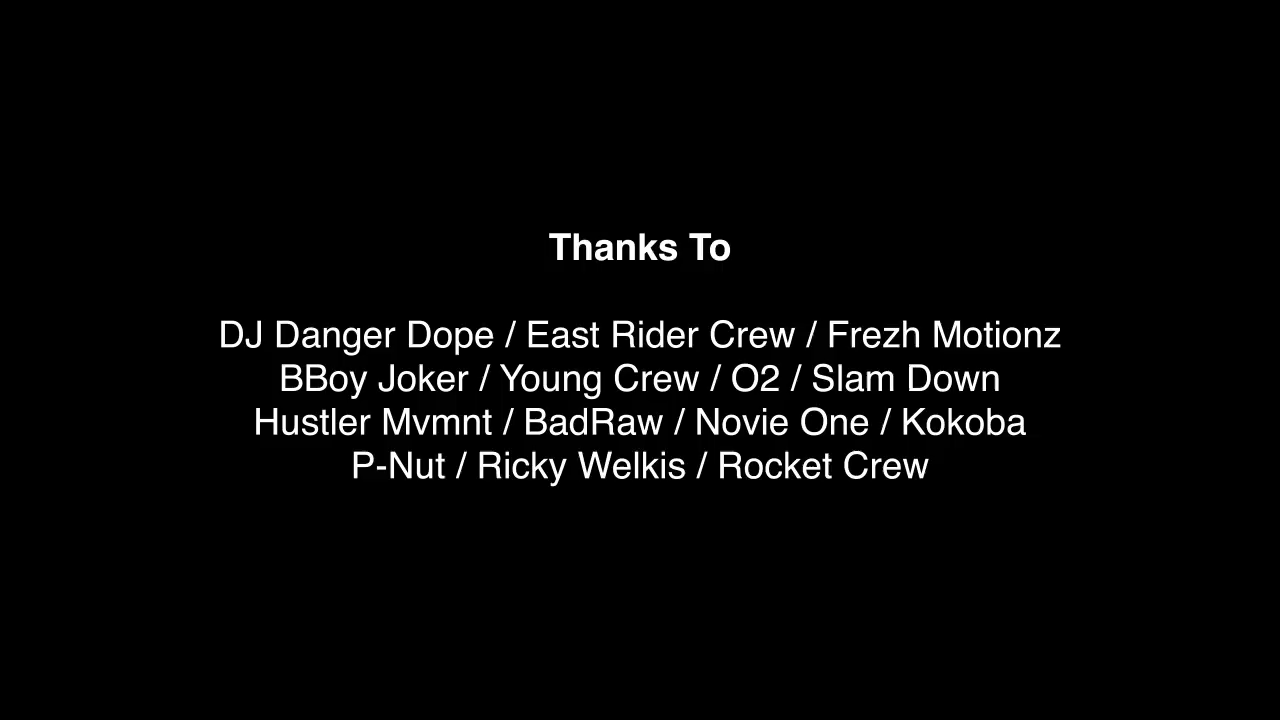 Thanks To
DJ Danger Dope / East Rider Crew / Frezh Motionz
BBoy Joker / Young Crew / O2 / Slam Down
Hustler Mvmnt / BadRaw / Novie One / Kokoba
P-Nut / Ricky Welkis / Rocket Crew